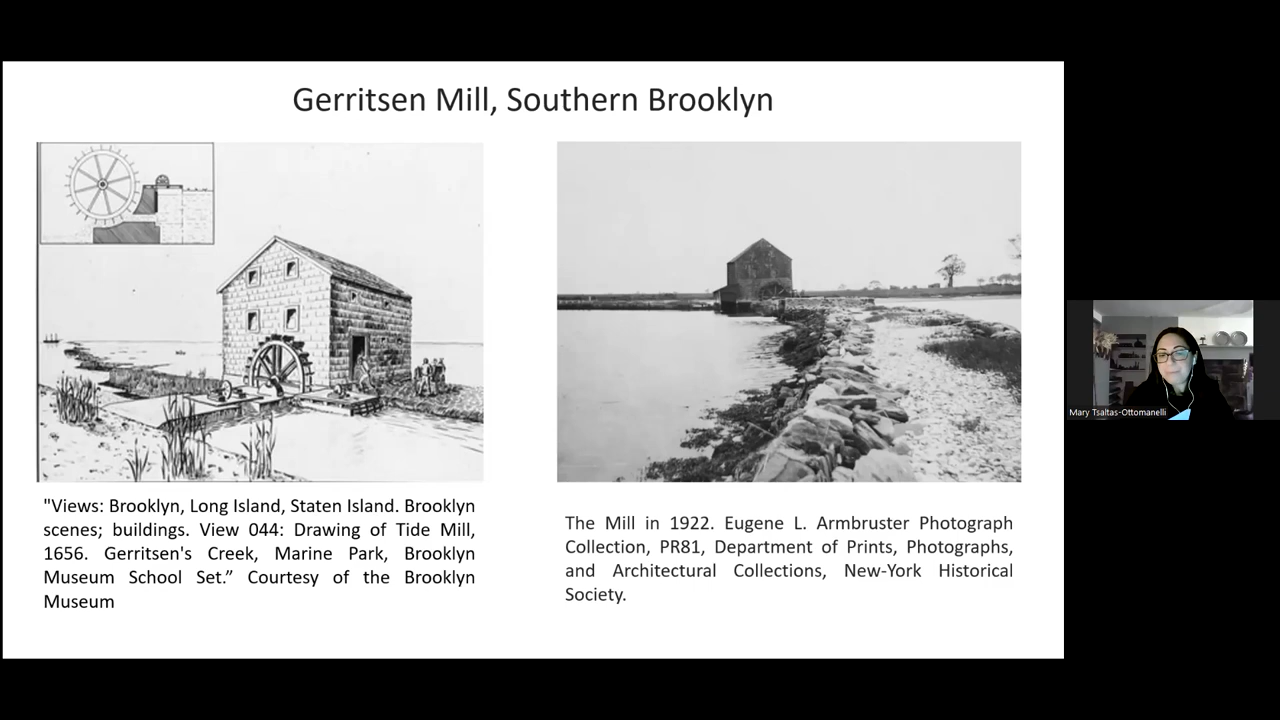 Gerritsen Mill, Southern Brooklyn
"Views: Brooklyn, Long Island, Staten Island. Brooklyn
scenes; buildings. View 044: Drawing of Tide Mill,
1656. Gerritsen's Creek, Marine Park, Brooklyn
Museum School Set.” Courtesy of the Brooklyn
Museum
The Mill in 1922. Eugene L. Armbruster Photograph
Collection, PR81, Department of Prints, Photographs,
and Architectural Collections, New-York Historical
Society.
Mary Tsaltas-Ottomanelli